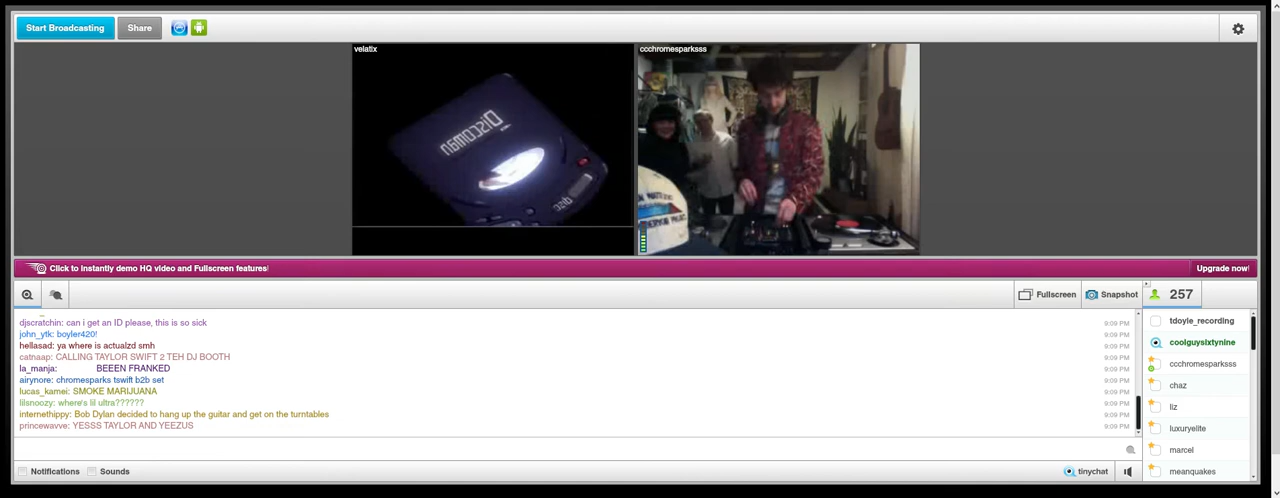 Start Broadcasting
Share
velatix
ccchromesparksss
DISCMAN
Click to instantly demo HQ video and Fullscreen features!
Upgrade now!
Fullscreen
Snapshot
257
djscratchin: can i get an ID please, this is so sick 9:09 PM
john_ytk: boyler420! 9:09 PM
hellasad: ya where is actualzd smh 9:09 PM
catnaap: CALLING TAYLOR SWIFT 2 TEH DJ BOOTH 9:09 PM
la_manja: BEEEN FRANKED 9:09 PM
airynore: chromesparks tswift b2b set 9:09 PM
lucas_kamei: SMOKE MARIJUANA 9:09 PM
lilsnoozy: where's lil ultra?????? 9:09 PM
internethippy: Bob Dylan decided to hang up the guitar and get on the turntables 9:09 PM
princewavve: YESSS TAYLOR AND YEEZUS 9:09 PM
tdoyle_recording
coolguysixtynine
ccchromesparksss
chaz
liz
luxuryelite
marcel
meanquakes
Notifications
Sounds
tinychat